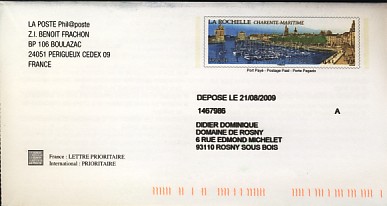 LA POSTE Phil@poste
Z.I. BENOIT FRACHON
BP 106 BOULAZAC
24051 PERIGUEUX CEDEX 09
FRANCE
LA ROCHELLE CHARENTE-MARITIME
Port Payé - Postage Paid - Porte Pagado
DEPOSE LE 21/08/2009
1467986 A
DIDIER DOMINIQUE
DOMAINE DE ROSNY
6 RUE EDMOND MICHELET
93110 ROSNY SOUS BOIS
France : LETTRE PRIORITAIRE
International : PRIORITAIRE